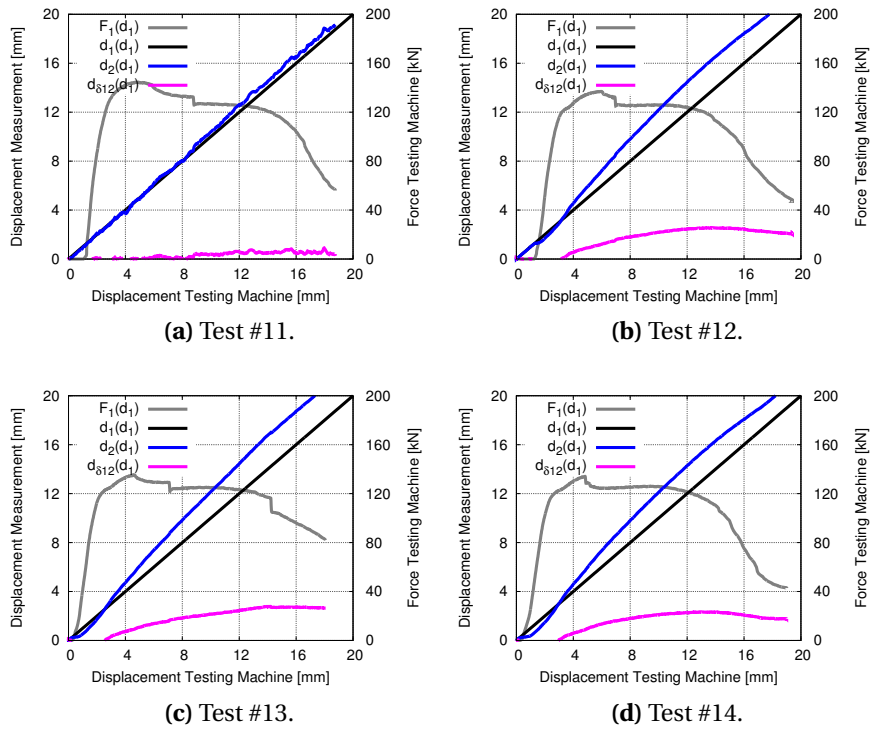 Displacement Measurement [mm]
20
16
12
8
4
0
F1(d1)
d1(d1)
d2(d1)
dδ12(d1)
200
160
120
80
40
0
Force Testing Machine [kN]
0 4 8 12 16 20
Displacement Testing Machine [mm]
(a) Test #11.
Displacement Measurement [mm]
20
16
12
8
4
0
F1(d1)
d1(d1)
d2(d1)
dδ12(d1)
200
160
120
80
40
0
Force Testing Machine [kN]
0 4 8 12 16 20
Displacement Testing Machine [mm]
(b) Test #12.
Displacement Measurement [mm]
20
16
12
8
4
0
F1(d1)
d1(d1)
d2(d1)
dδ12(d1)
200
160
120
80
40
0
Force Testing Machine [kN]
0 4 8 12 16 20
Displacement Testing Machine [mm]
(c) Test #13.
Displacement Measurement [mm]
20
16
12
8
4
0
F1(d1)
d1(d1)
d2(d1)
dδ12(d1)
200
160
120
80
40
0
Force Testing Machine [kN]
0 4 8 12 16 20
Displacement Testing Machine [mm]
(d) Test #14.